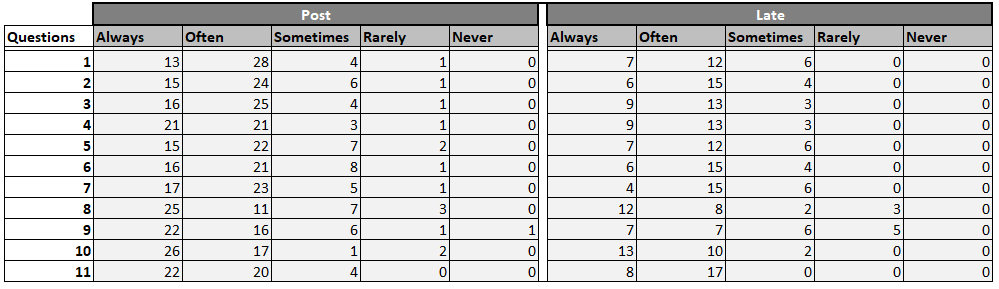 Post Late
Questions Always Often Sometimes Rarely Never Always Often Sometimes Rarely Never
1 13 28 4 1 0 7 12 6 0 0
2 15 24 6 1 0 6 15 4 0 0
3 16 25 4 1 0 9 13 3 0 0
4 21 21 3 1 0 9 13 3 0 0
5 15 22 7 2 0 7 12 6 0 0
6 16 21 8 1 0 6 15 4 0 0
7 17 23 5 1 0 4 15 6 0 0
8 25 11 7 3 0 12 8 2 3 0
9 22 16 6 1 1 7 7 6 5 0
10 26 17 1 2 0 13 10 2 0 0
11 22 20 4 0 0 8 17 0 0 0